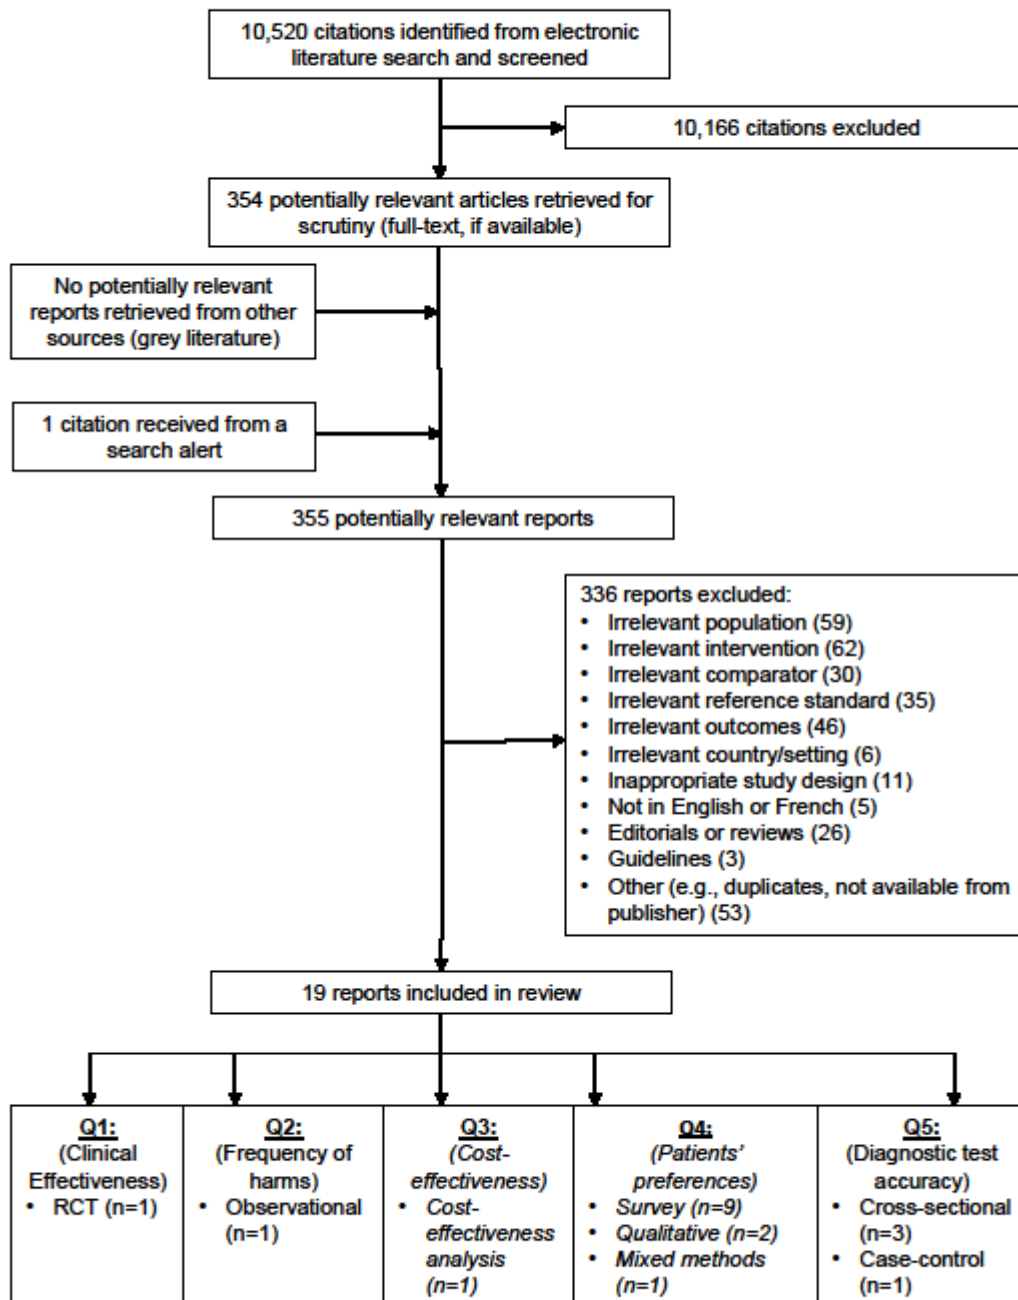 10,520 citations identified from electronic
literature search and screened
10,166 citations excluded
354 potentially relevant articles retrieved for
scrutiny (full-text, if available)
No potentially relevant
reports retrieved from other
sources (grey literature)
1 citation received from a
search alert
355 potentially relevant reports
336 reports excluded:
• Irrelevant population (59)
• Irrelevant intervention (62)
• Irrelevant comparator (30)
• Irrelevant reference standard (35)
• Irrelevant outcomes (46)
• Irrelevant country/setting (6)
• Inappropriate study design (11)
• Not in English or French (5)
• Editorials or reviews (26)
• Guidelines (3)
• Other (e.g., duplicates, not available from
publisher) (53)
19 reports included in review
Q1:
(Clinical
Effectiveness)
• RCT (n=1)
Q2:
(Frequency of
harms)
• Observational
(n=1)
Q3:
(Cost-
effectiveness)
• Cost-
effectiveness
analysis
(n=1)
Q4:
(Patients'
preferences)
• Survey (n=9)
• Qualitative (n=2)
• Mixed methods
(n=1)
Q5:
(Diagnostic test
accuracy)
• Cross-sectional
(n=3)
• Case-control
(n=1)